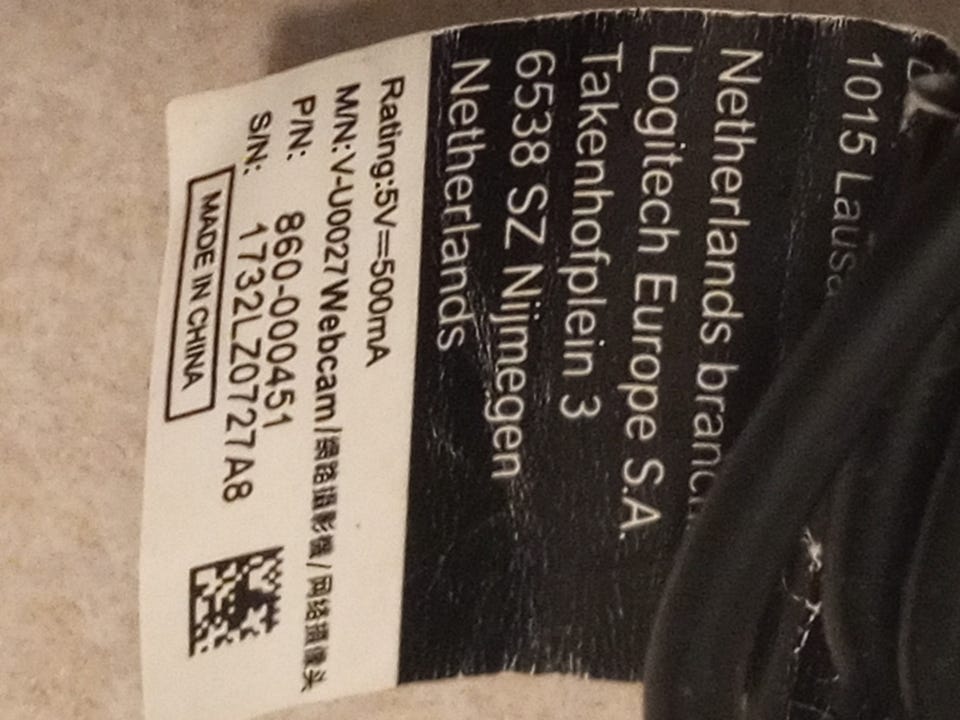 1015 Lausa
Netherlands branc
Logitech Europe S.A.
Takenhofplein 3
6538 SZ Nijmegen
Netherlands
Rating:5V⎓500mA
M/N:V-U0027 Webcam/網路攝影機/网络摄像头
P/N: 860-000451
S/N: 1732LZ0727A8
MADE IN CHINA